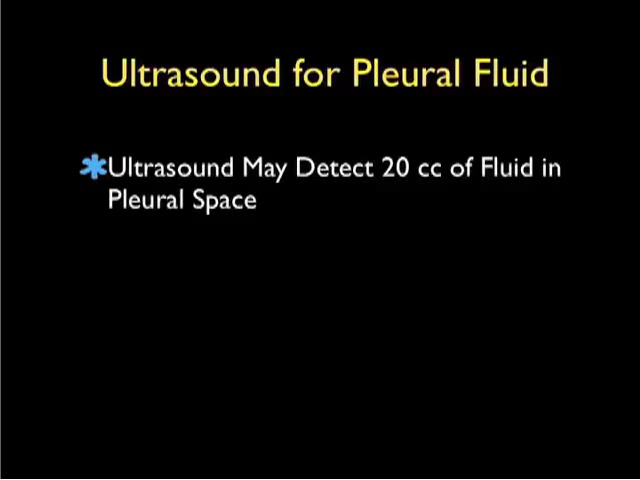 Ultrasound for Pleural Fluid
Ultrasound May Detect 20 cc of Fluid in
Pleural Space